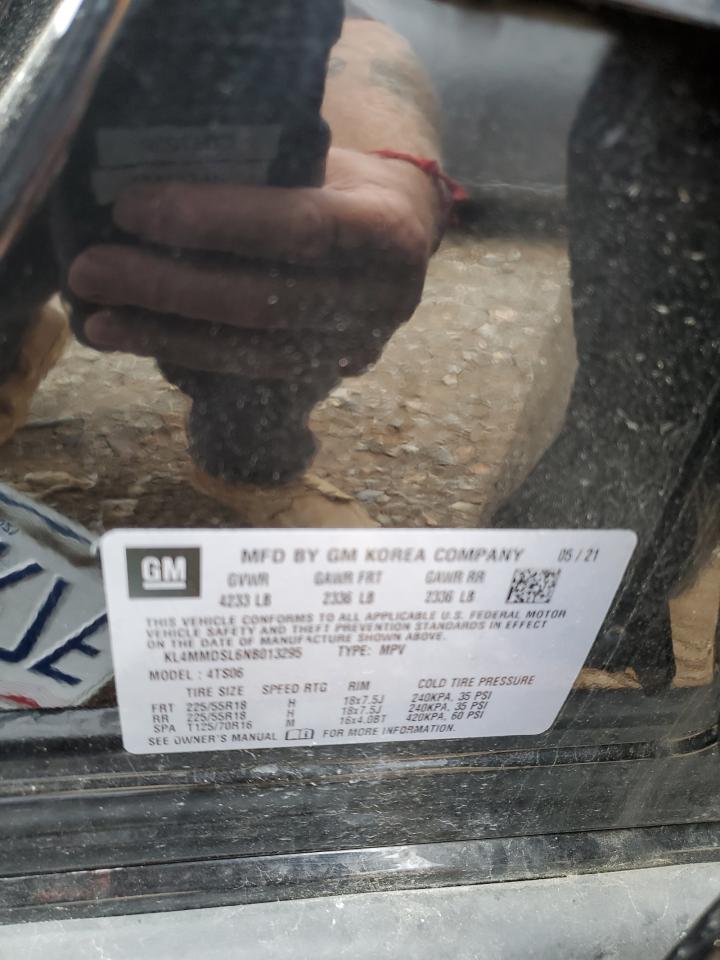 GM MFD BY GM KOREA COMPANY 05 / 21
GVWR GAWR FRT GAWR RR
4233 LB 2336 LB 2336 LB
THIS VEHICLE CONFORMS TO ALL APPLICABLE U.S. FEDERAL MOTOR
VEHICLE SAFETY AND THEFT PREVENTION STANDARDS IN EFFECT
ON THE DATE OF MANUFACTURE SHOWN ABOVE.
KL4MMDSL6NB013295 TYPE: MPV
MODEL : 4TS06
TIRE SIZE SPEED RTG RIM COLD TIRE PRESSURE
FRT 225/55R18 H 18x7.5J 240KPA, 35 PSI
RR 225/55R18 H 18x7.5J 240KPA, 35 PSI
SPA T125/70R16 M 16x4.0BT 420KPA, 60 PSI
SEE OWNER'S MANUAL FOR MORE INFORMATION.